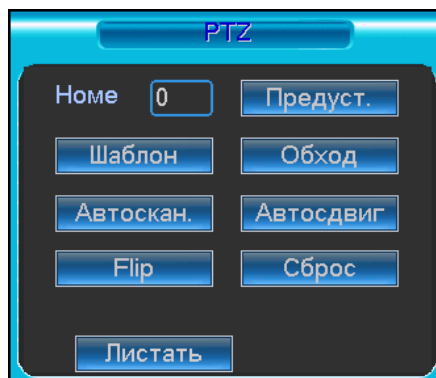 PTZ
Номе 0 Предуст.
Шаблон Обход
Автоскан. Автосдвиг
Flip Сброс
Листать